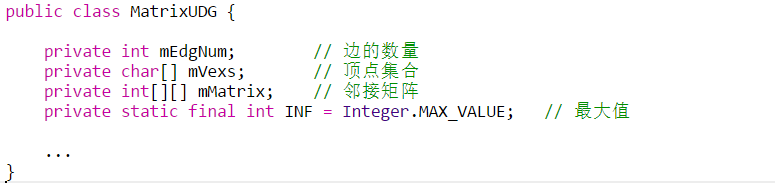 public class MatrixUDG {
private int mEdgNum;        // 边的数量
private char[] mVexs;       // 顶点集合
private int[][] mMatrix;    // 邻接矩阵
private static final int INF = Integer.MAX_VALUE;   // 最大值
...
}